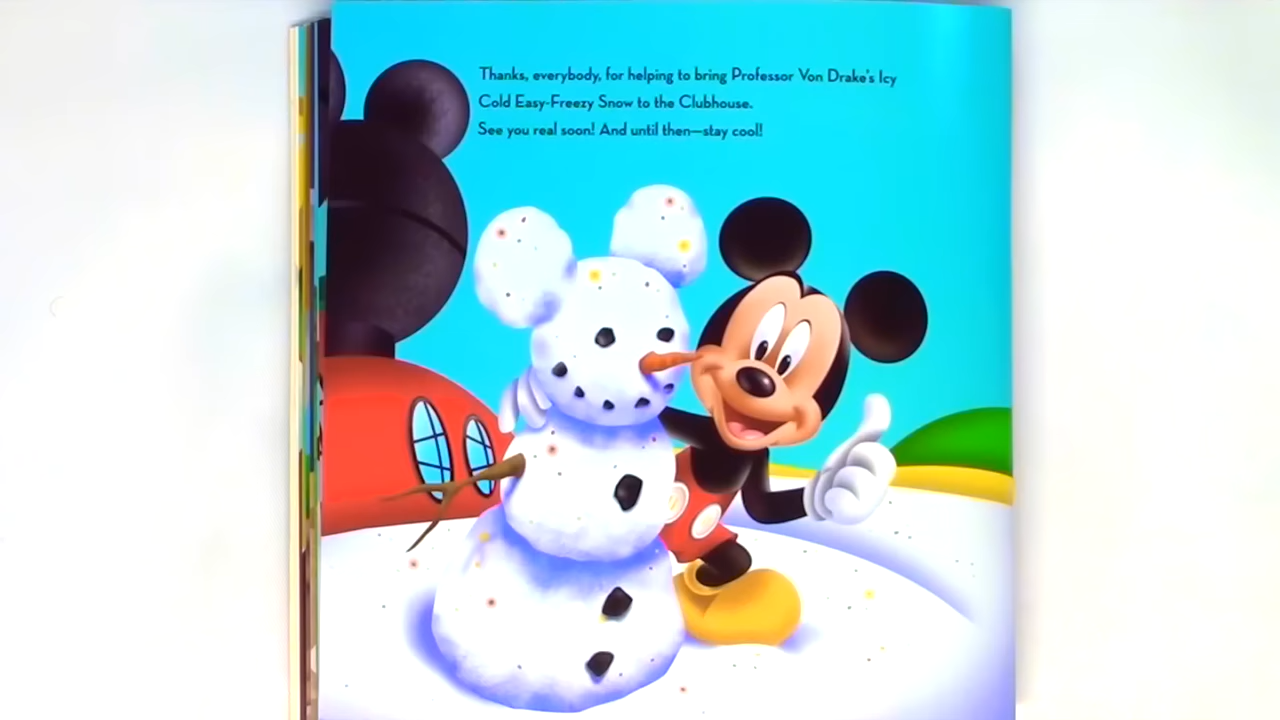 Thanks, everybody, for helping to bring Professor Von Drake's Icy
Cold Easy-Freezy Snow to the Clubhouse.
See you real soon! And until then—stay cool!